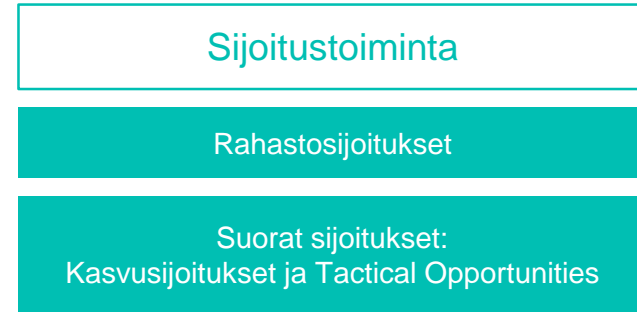 Sijoitustoiminta
Rahastosijoitukset
Suorat sijoitukset:
Kasvusijoitukset ja Tactical Opportunities